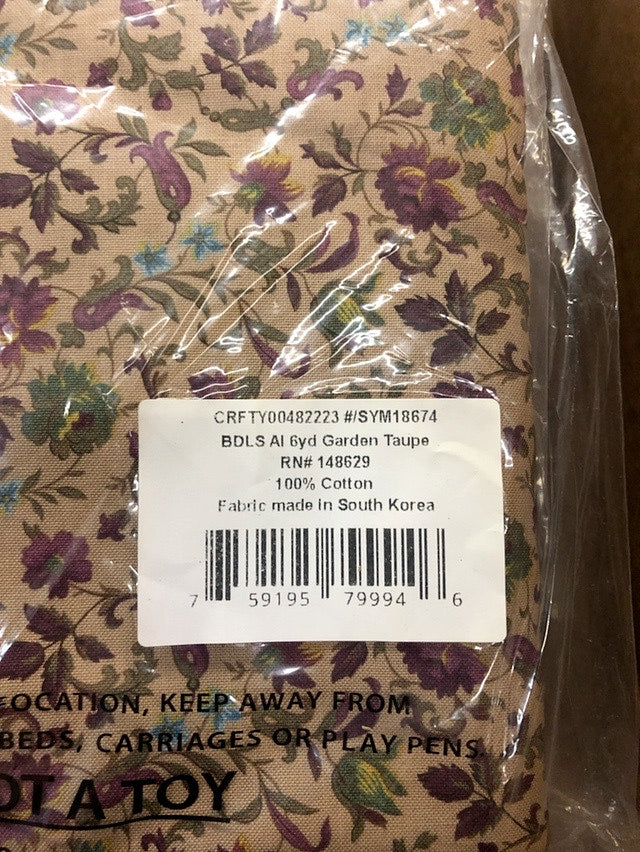 CRFTY00482223 #/SYM18674
BDLS AI 6yd Garden Taupe
RN# 148629
100% Cotton
Fabric made in South Korea
7 59195 79994 6
FOCATION, KEEP AWAY FROM
BEDS, CARRIAGES OR PLAY PENS.
OT A TOY